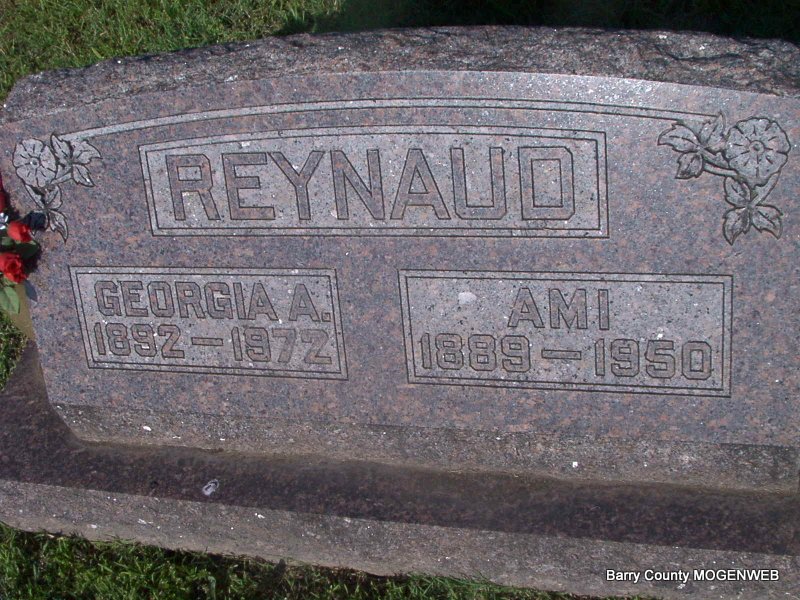 REYNAUD
GEORGIA A.
1892-1972
AMI
1889-1950
Barry County MOGENWEB